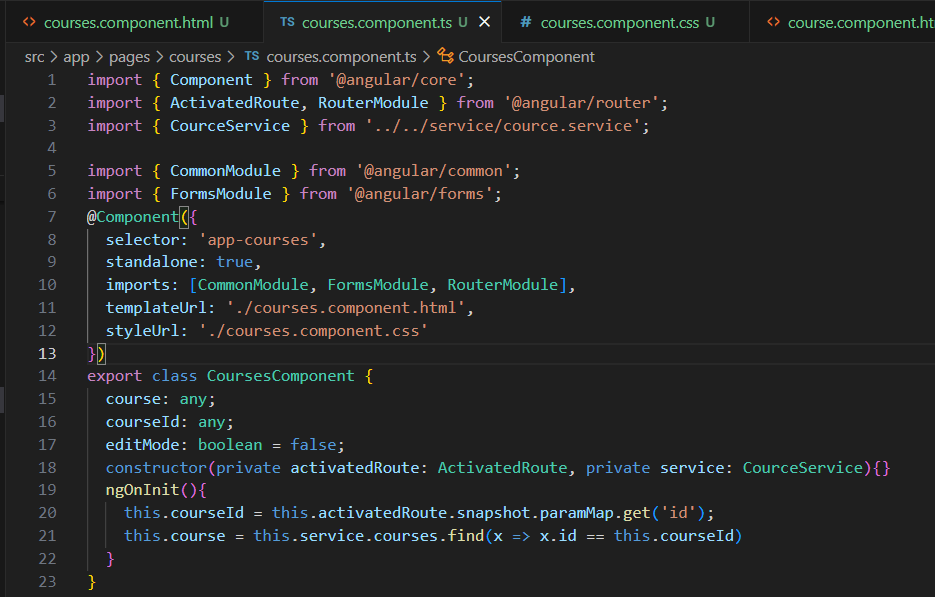 courses.component.html U
TS courses.component.ts U
# courses.component.css U
course.component.ht
src > app > pages > courses > TS courses.component.ts > CoursesComponent
1 import { Component } from '@angular/core';
2 import { ActivatedRoute, RouterModule } from '@angular/router';
3 import { CourceService } from '../../service/cource.service';
4
5 import { CommonModule } from '@angular/common';
6 import { FormsModule } from '@angular/forms';
7 @Component({
8 selector: 'app-courses',
9 standalone: true,
10 imports: [CommonModule, FormsModule, RouterModule],
11 templateUrl: './courses.component.html',
12 styleUrl: './courses.component.css'
13 })
14 export class CoursesComponent {
15 course: any;
16 courseId: any;
17 editMode: boolean = false;
18 constructor(private activatedRoute: ActivatedRoute, private service: CourceService){}
19 ngOnInit(){
20 this.courseId = this.activatedRoute.snapshot.paramMap.get('id');
21 this.course = this.service.courses.find(x => x.id == this.courseId)
22 }
23 }